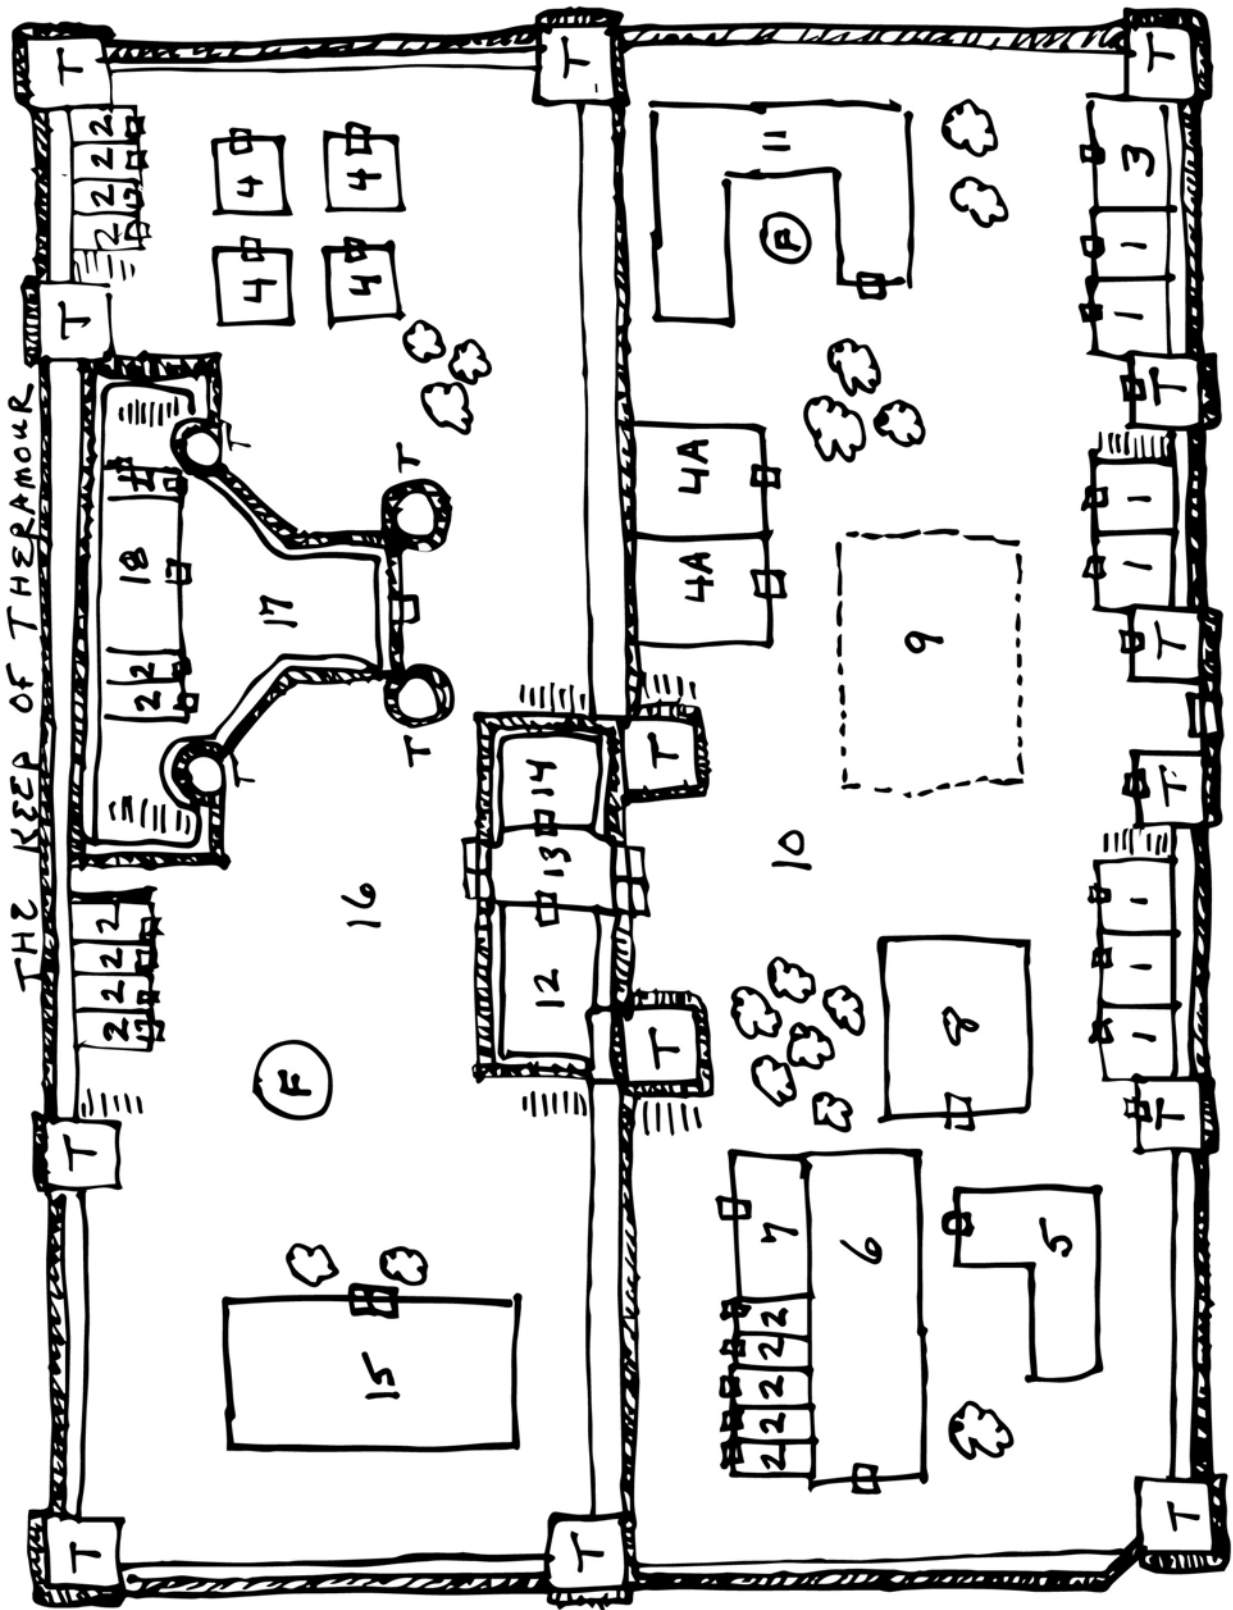 THE KEEP OF THERAMOUR
T T T T
2 2 2 2 2 2 18 2 2 2 2
T T
F 17 4 4
15 16 4 4
T T
T 12 13 14 T
T T 4A 4A
2 2 2 2 2 7 10 11
6 8 9
5
1 1 1 1 1 1 1 3
T T T T T T